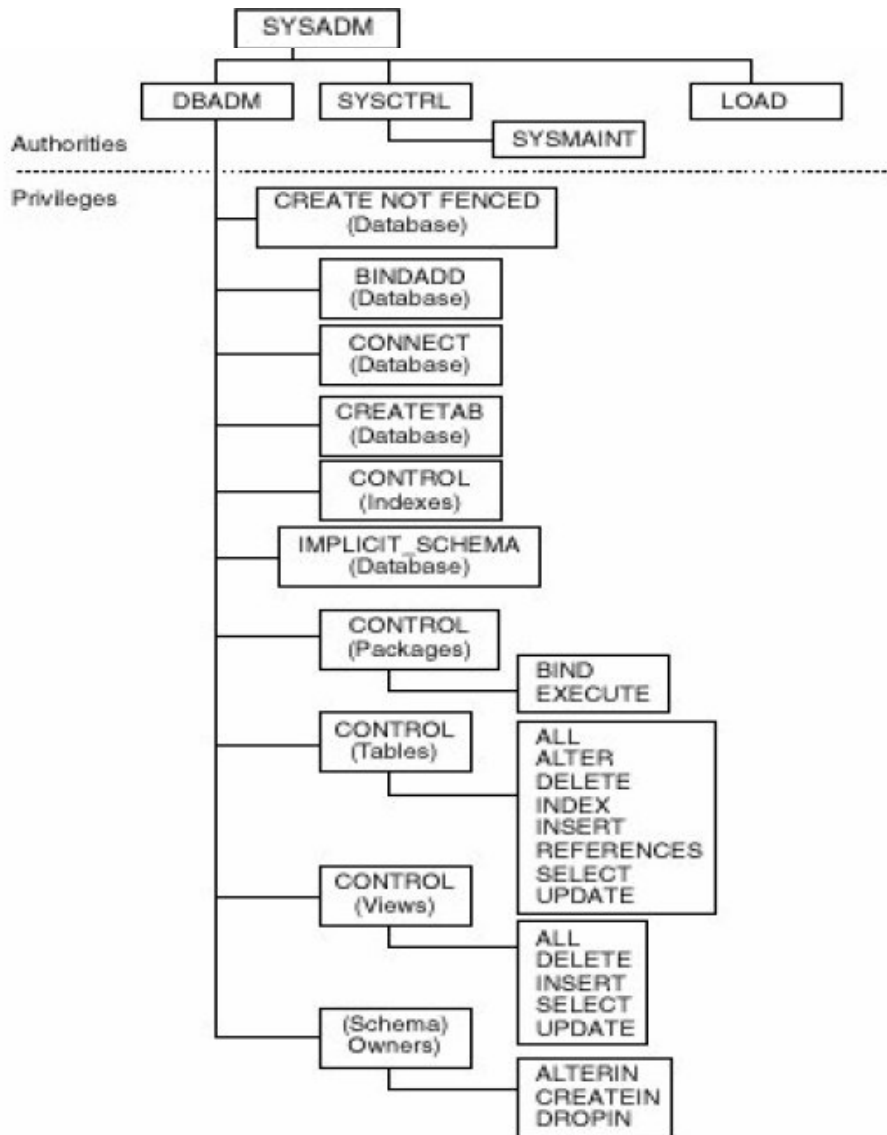 SYSADM
DBADM
SYSCTRL
LOAD
SYSMAINT
Authorities
Privileges
CREATE NOT FENCED
(Database)
BINDADD
(Database)
CONNECT
(Database)
CREATETAB
(Database)
CONTROL
(Indexes)
IMPLICIT_SCHEMA
(Database)
CONTROL
(Packages)
BIND
EXECUTE
CONTROL
(Tables)
ALL
ALTER
DELETE
INDEX
INSERT
REFERENCES
SELECT
UPDATE
CONTROL
(Views)
ALL
DELETE
INSERT
SELECT
UPDATE
(Schema)
Owners)
ALTERIN
CREATEIN
DROPIN